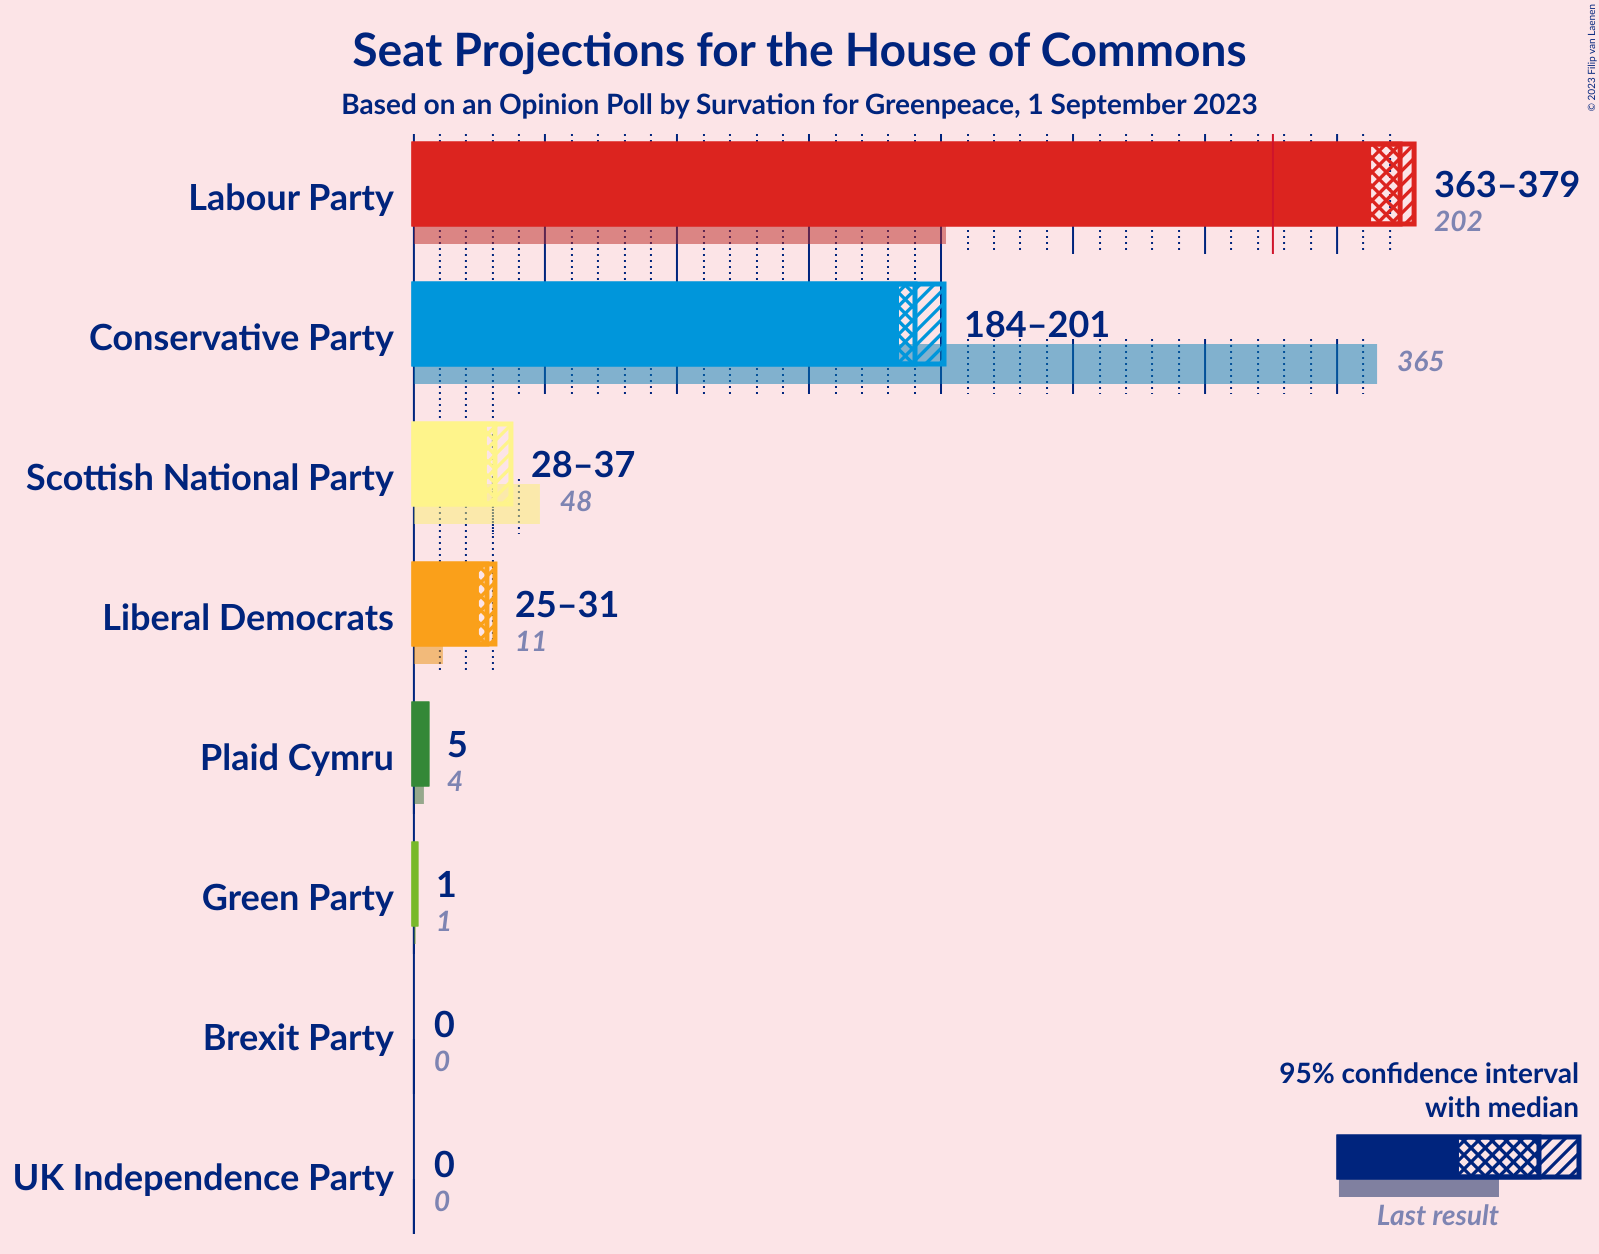 Seat Projections for the House of Commons
Based on an Opinion Poll by Survation for Greenpeace, 1 September 2023
© 2023 Filip van Laenen
Labour Party
363–379
202
Conservative Party
184–201
365
Scottish National Party
28–37
48
Liberal Democrats
25–31
11
Plaid Cymru
5
4
Green Party
1
1
Brexit Party
0
0
UK Independence Party
0
0
95% confidence interval
with median
Last result